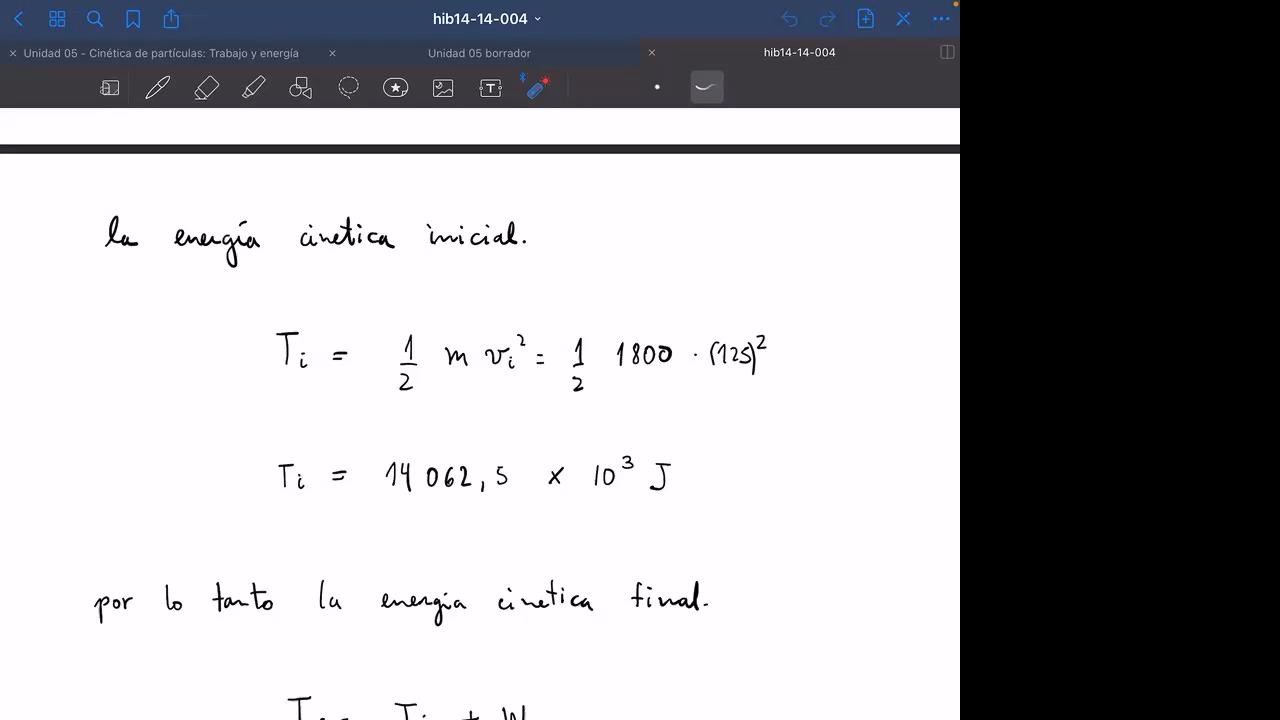 hib14-14-004
Unidad 05 - Cinética de partículas: Trabajo y energía
Unidad 05 borrador
hib14-14-004
la energía cinetica inicial.
Ti = 1/2 m vi² = 1/2 1800 · (125)²
Ti = 14 062,5 × 10³ J
por lo tanto la energia cinetica final.